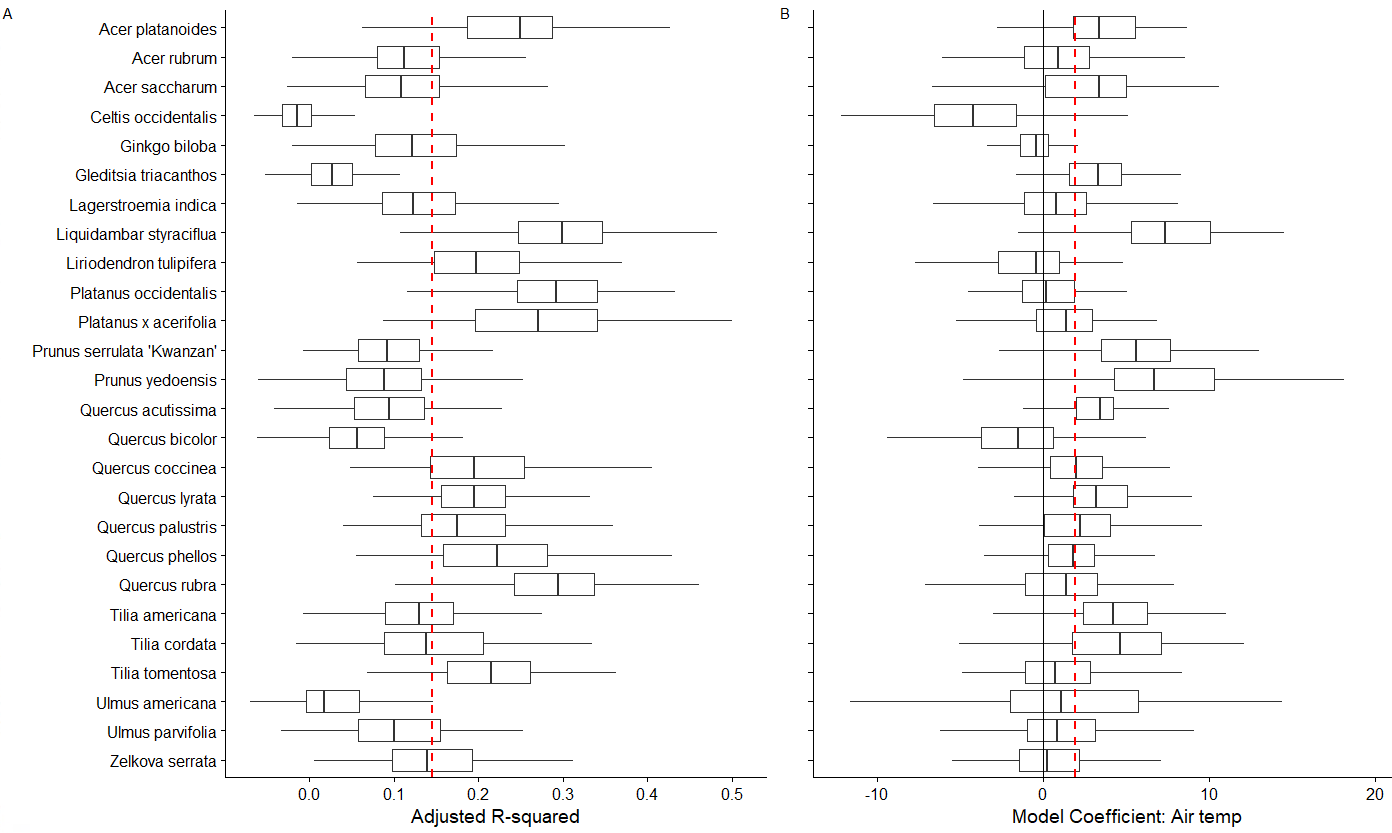 A
B
Acer platanoides
Acer rubrum
Acer saccharum
Celtis occidentalis
Ginkgo biloba
Gleditsia triacanthos
Lagerstroemia indica
Liquidambar styraciflua
Liriodendron tulipifera
Platanus occidentalis
Platanus x acerifolia
Prunus serrulata 'Kwanzan'
Prunus yedoensis
Quercus acutissima
Quercus bicolor
Quercus coccinea
Quercus lyrata
Quercus palustris
Quercus phellos
Quercus rubra
Tilia americana
Tilia cordata
Tilia tomentosa
Ulmus americana
Ulmus parvifolia
Zelkova serrata
0.0 0.1 0.2 0.3 0.4 0.5
Adjusted R-squared
-10 0 10 20
Model Coefficient: Air temp